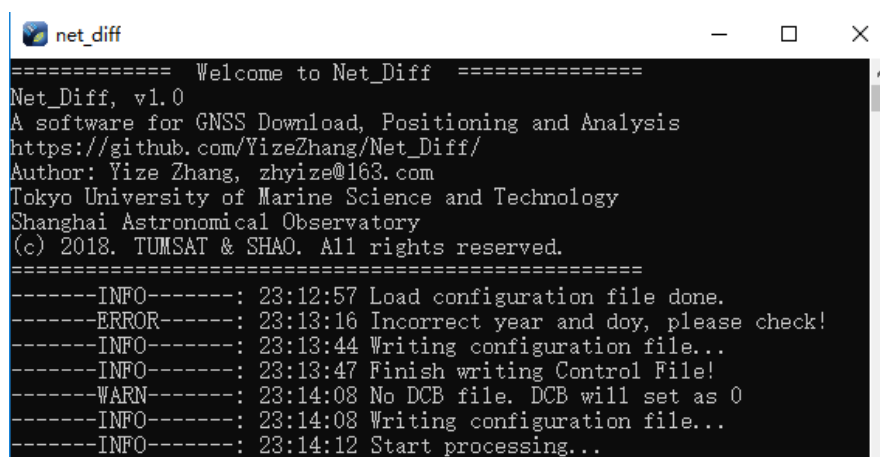 net_diff
============= Welcome to Net_Diff ===============
Net_Diff, v1.0
A software for GNSS Download, Positioning and Analysis
https://github.com/YizeZhang/Net_Diff/
Author: Yize Zhang, zhyize@163.com
Tokyo University of Marine Science and Technology
Shanghai Astronomical Observatory
(c) 2018. TUMSAT & SHAO. All rights reserved.
===================================================
-------INFO-------: 23:12:57 Load configuration file done.
-------ERROR------: 23:13:16 Incorrect year and doy, please check!
-------INFO-------: 23:13:44 Writing configuration file...
-------INFO-------: 23:13:47 Finish writing Control File!
-------WARN-------: 23:14:08 No DCB file. DCB will set as 0
-------INFO-------: 23:14:08 Writing configuration file...
-------INFO-------: 23:14:12 Start processing...